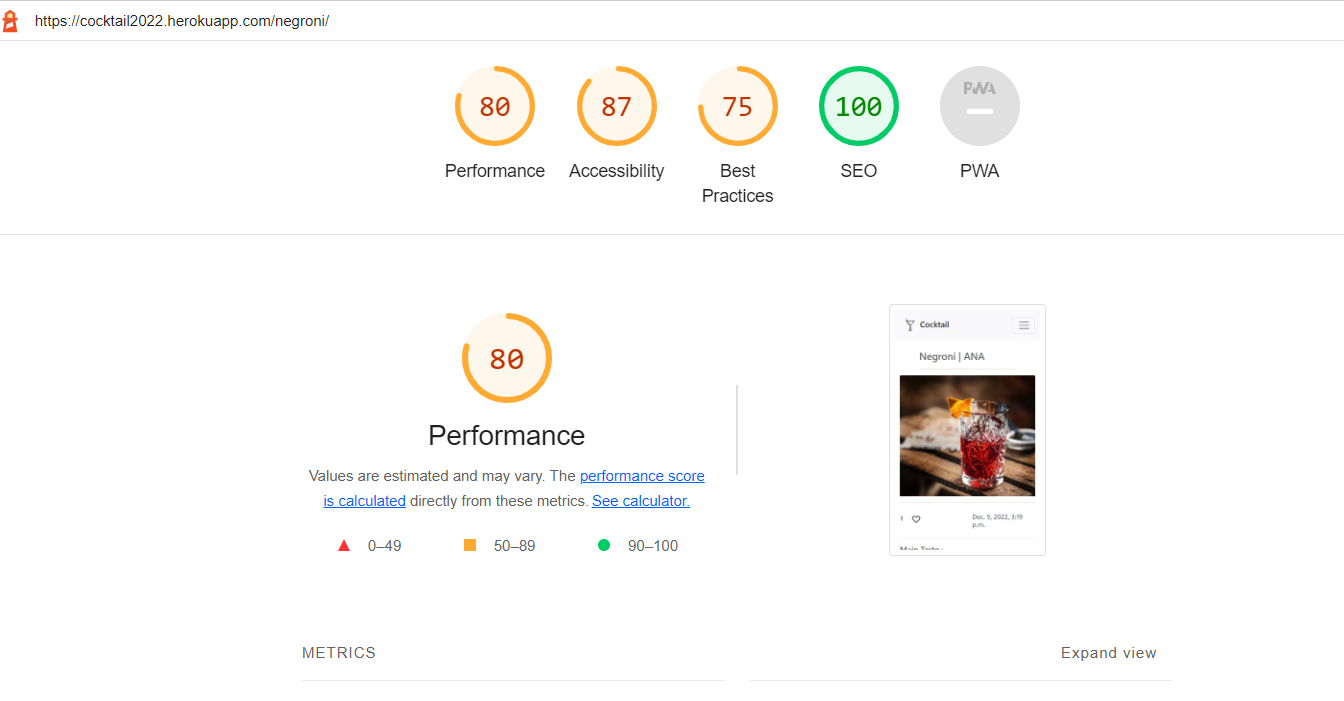 https://cocktail2022.herokuapp.com/negroni/
80 87 75 100 PWA
Performance Accessibility Best Practices SEO PWA
80
Performance
Values are estimated and may vary. The performance score
is calculated directly from these metrics. See calculator.
0–49 50–89 90–100
Cocktail
Negroni | ANA
1 Dec. 5, 2022, 3:19
p.m.
Main Taste :
METRICS Expand view